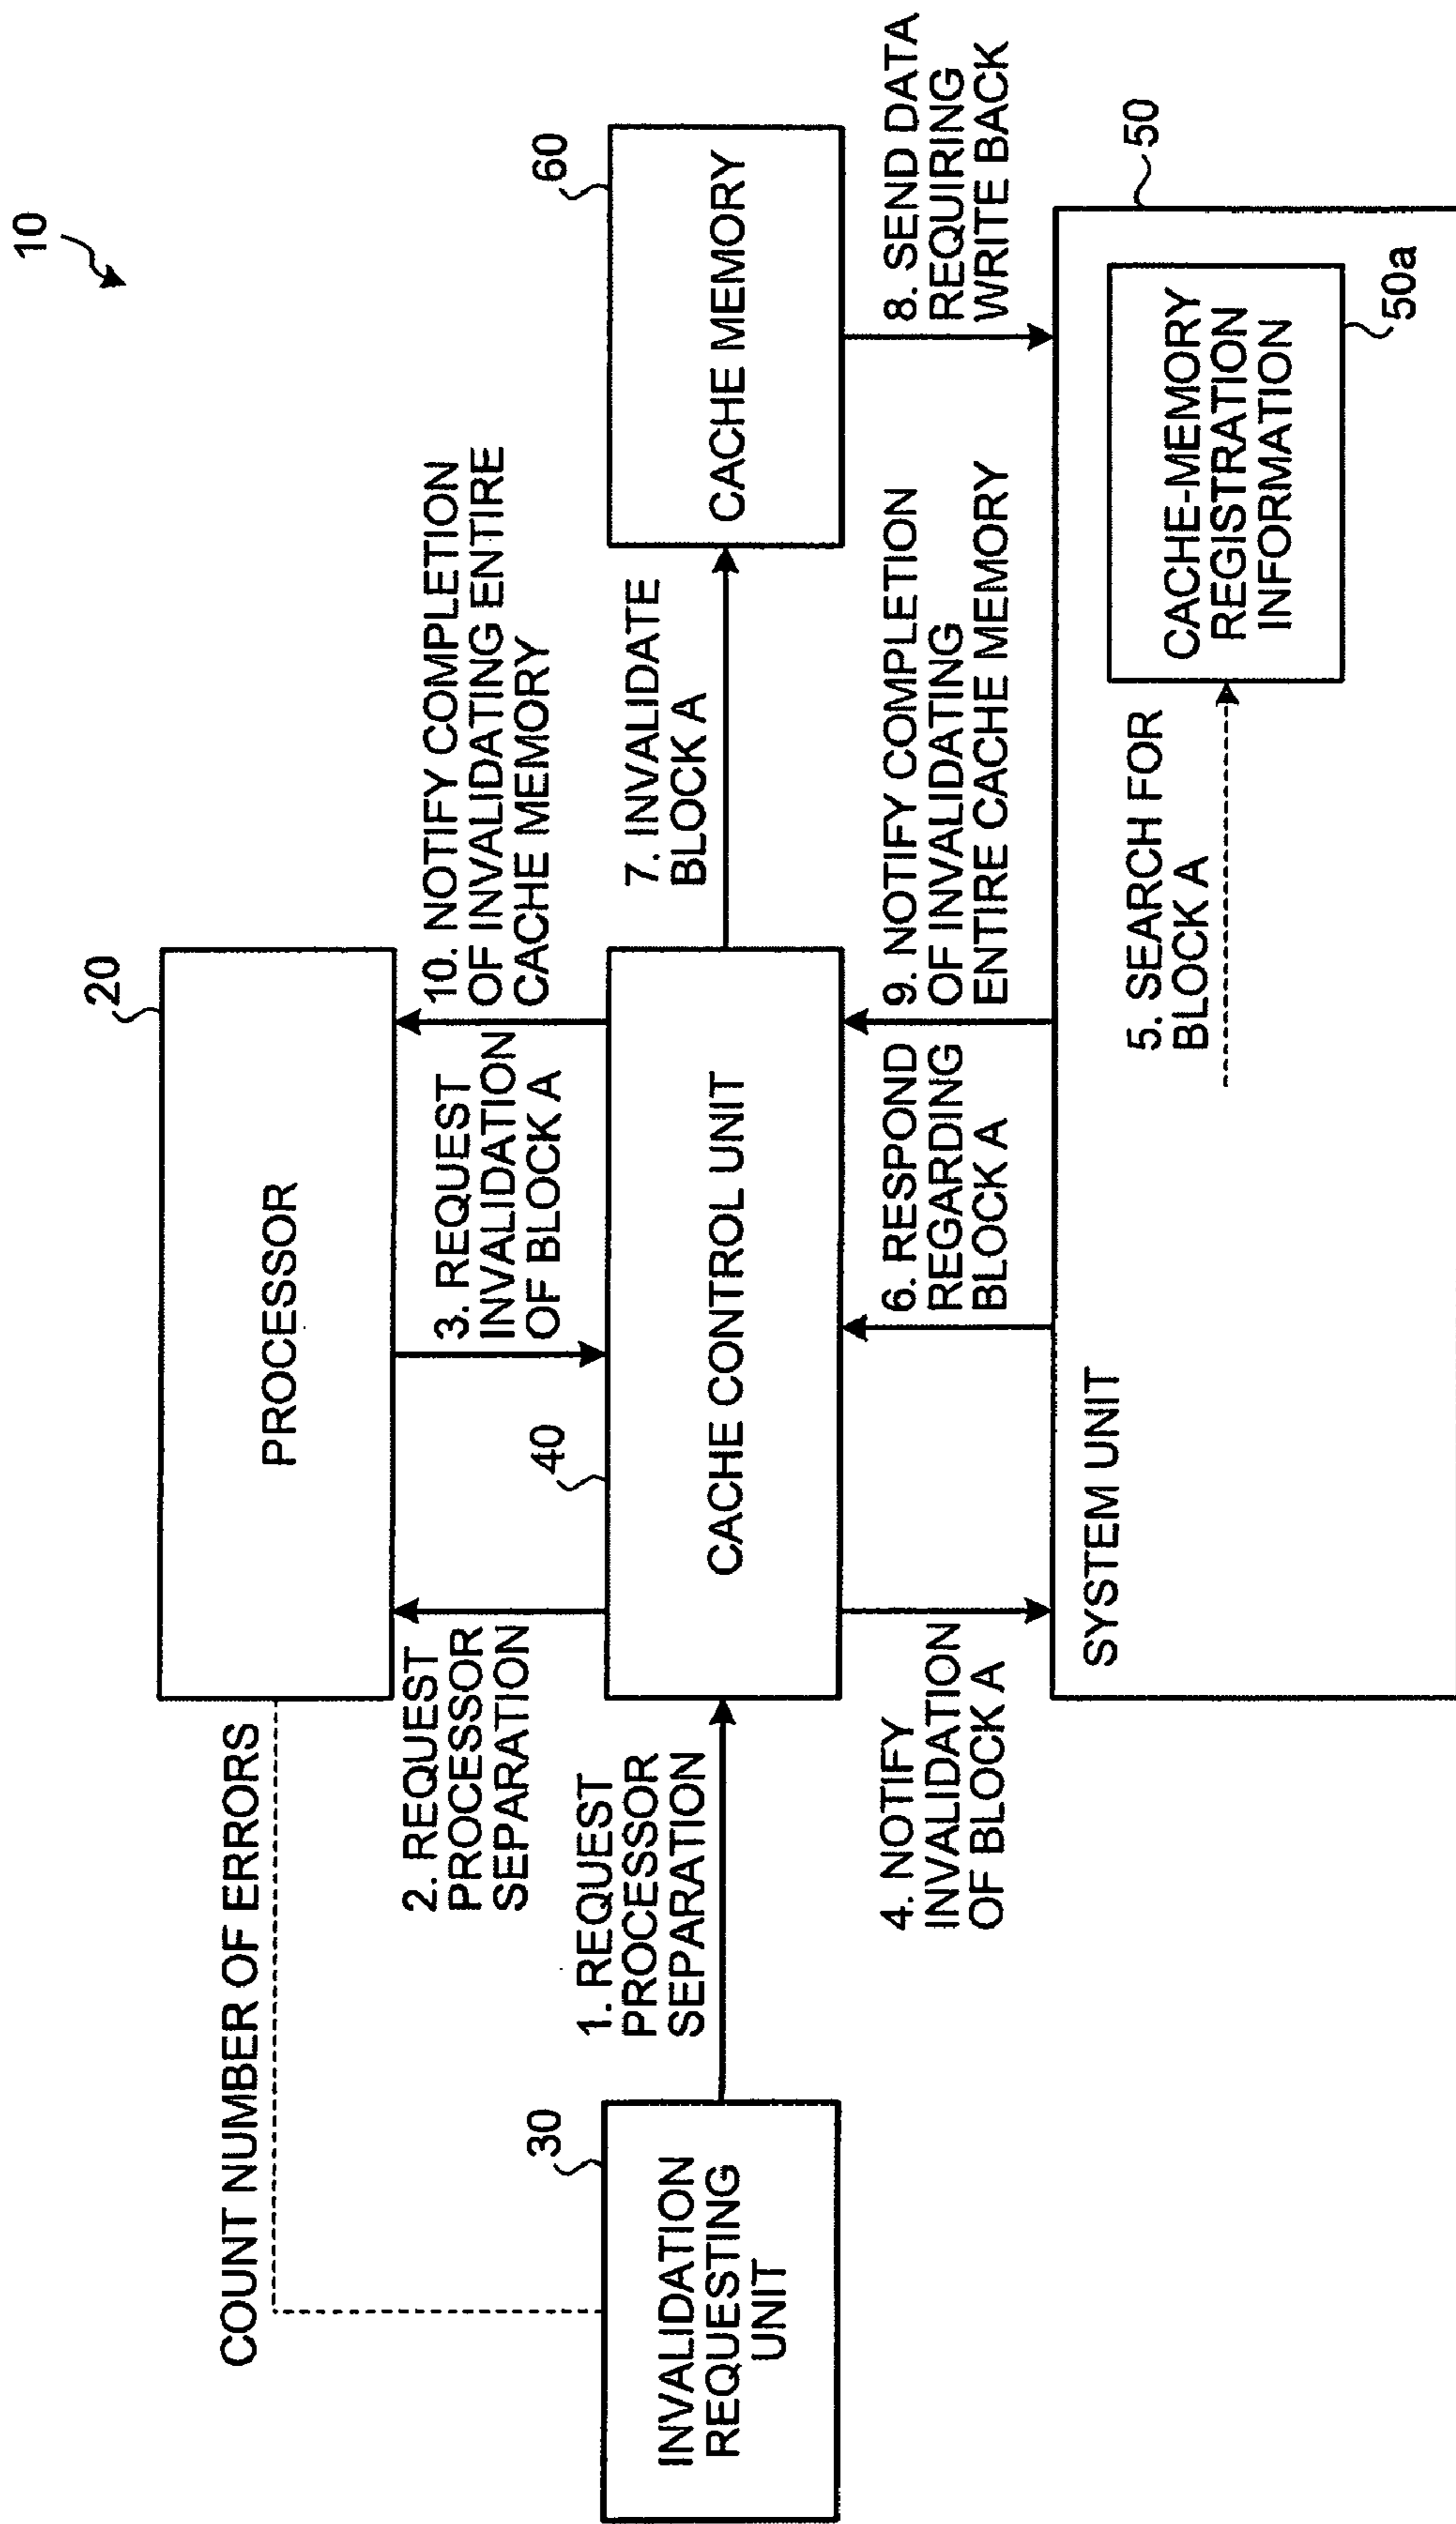 10
COUNT NUMBER OF ERRORS
20
PROCESSOR
2. REQUEST
PROCESSOR
SEPARATION
3. REQUEST
INVALIDATION
OF BLOCK A
10. NOTIFY COMPLETION
OF INVALIDATING ENTIRE
CACHE MEMORY
30
INVALIDATION
REQUESTING
UNIT
1. REQUEST
PROCESSOR
SEPARATION
40
CACHE CONTROL UNIT
7. INVALIDATE
BLOCK A
60
CACHE MEMORY
4. NOTIFY
INVALIDATION
OF BLOCK A
6. RESPOND
REGARDING
BLOCK A
9. NOTIFY COMPLETION
OF INVALIDATING
ENTIRE CACHE MEMORY
8. SEND DATA
REQUIRING
WRITE BACK
50
SYSTEM UNIT
5. SEARCH FOR
BLOCK A
CACHE-MEMORY
REGISTRATION
INFORMATION
50a